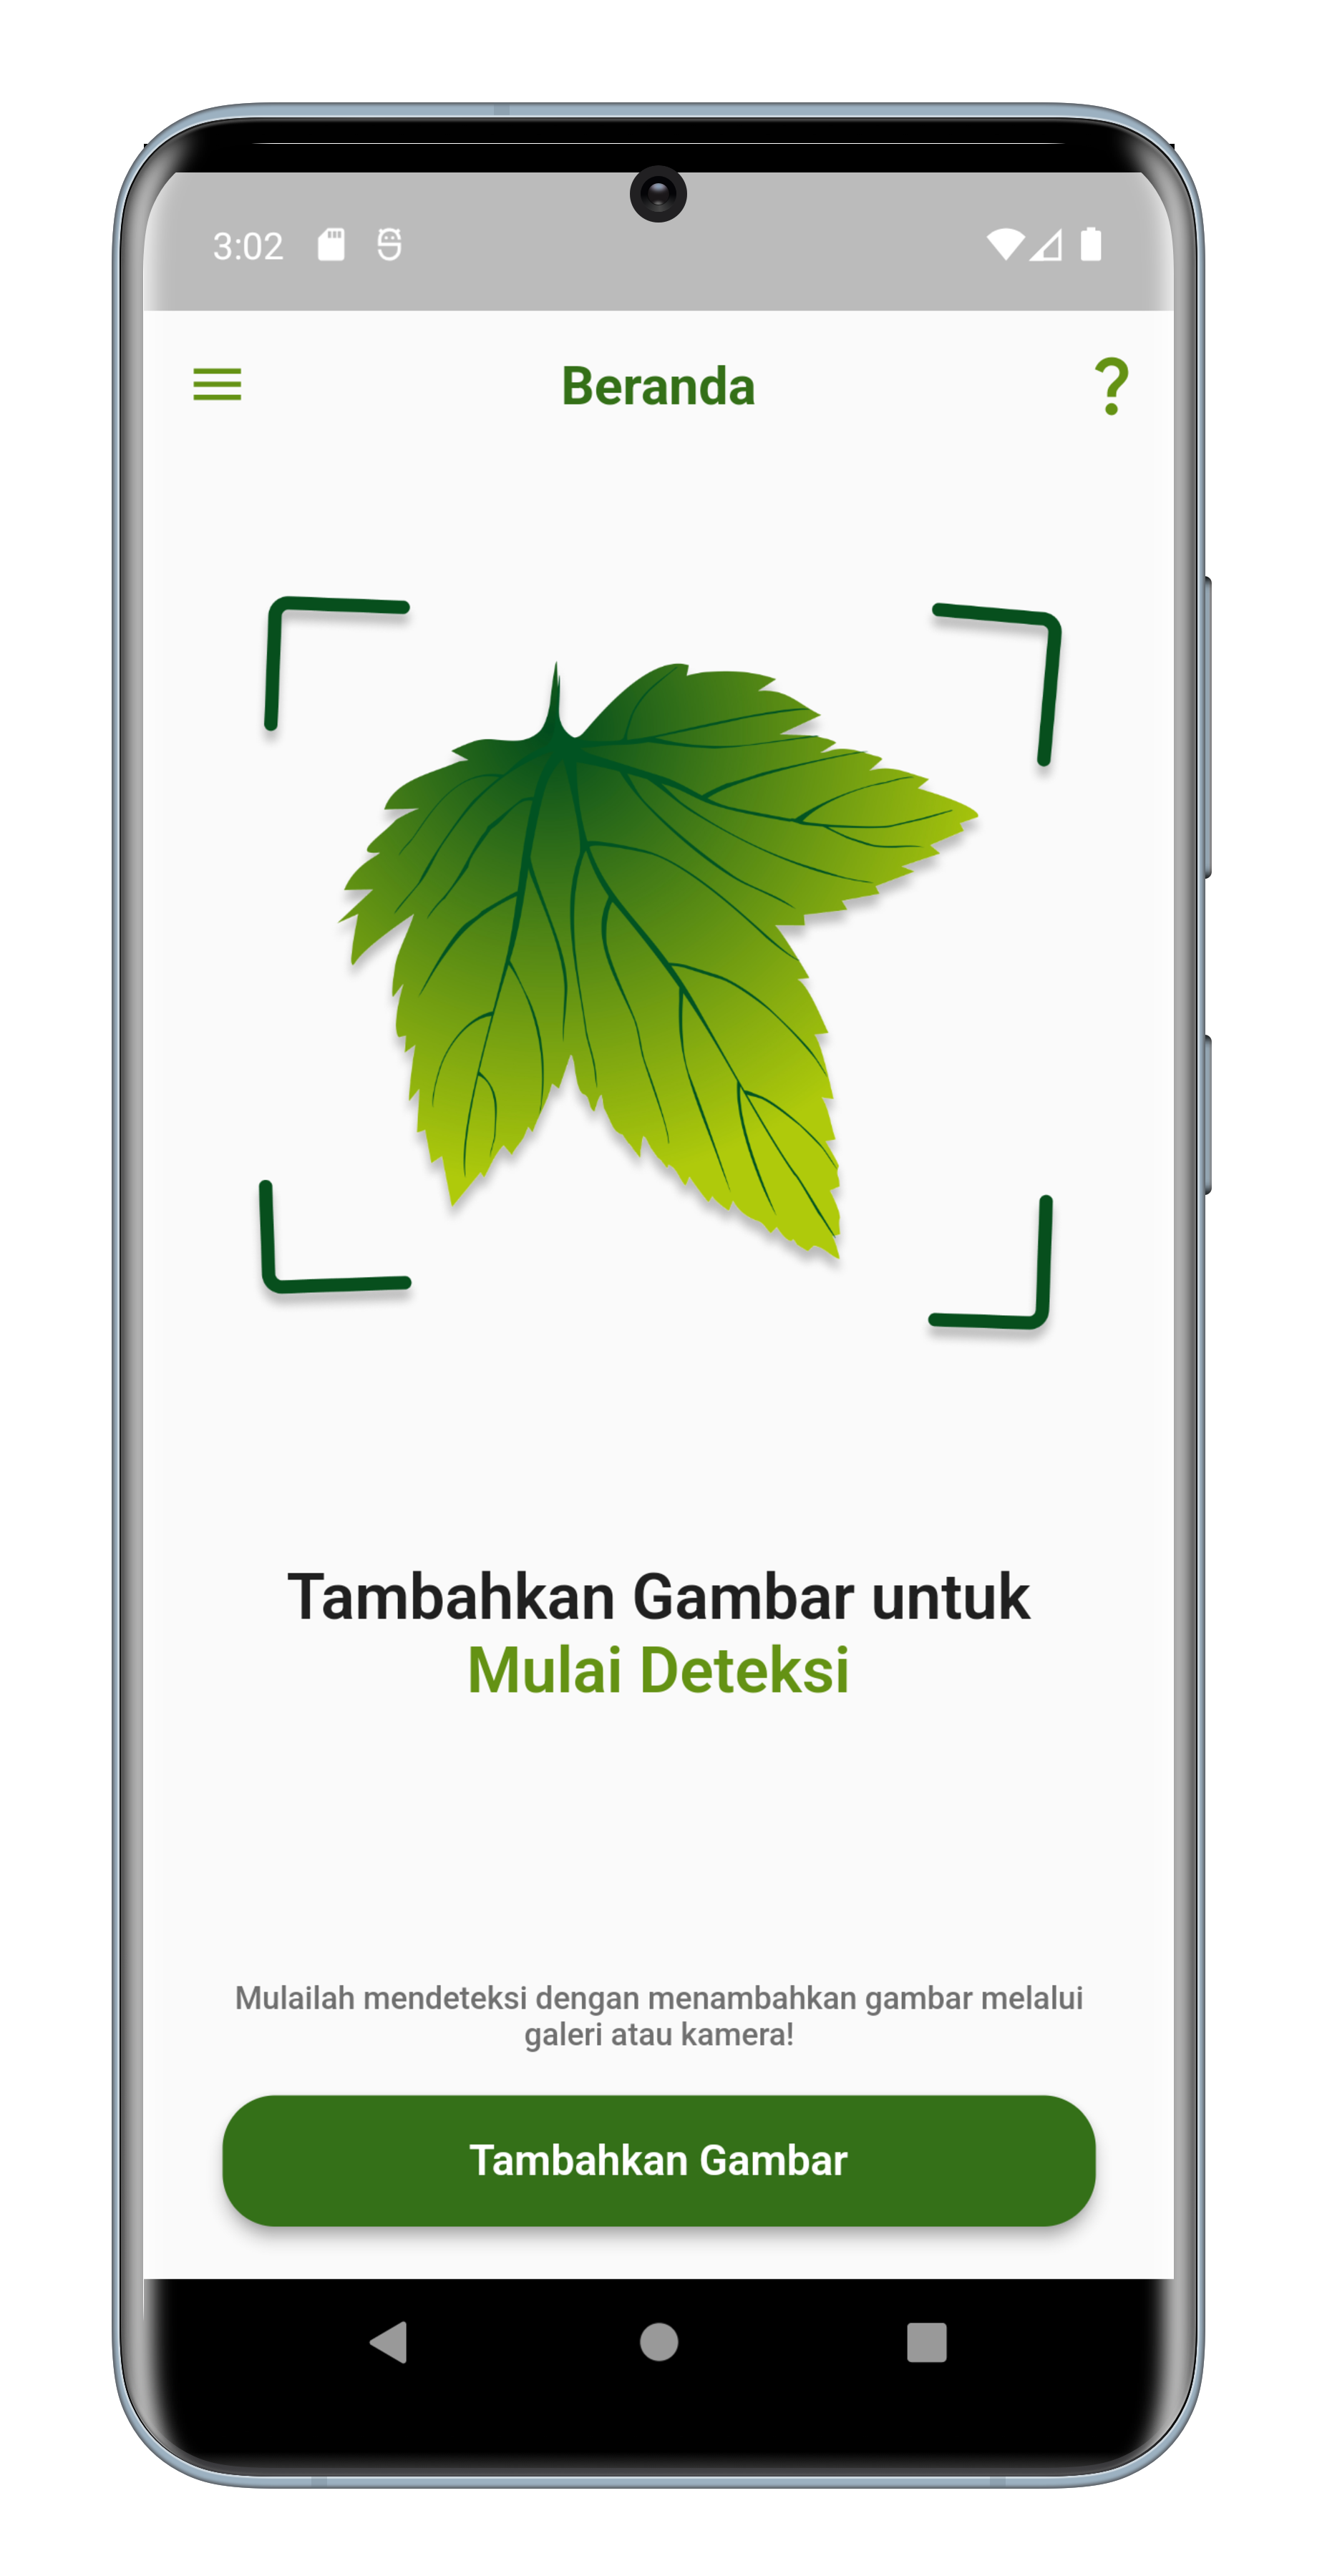 3:02
Beranda
?
Tambahkan Gambar untuk
Mulai Deteksi
Mulailah mendeteksi dengan menambahkan gambar melalui
galeri atau kamera!
Tambahkan Gambar